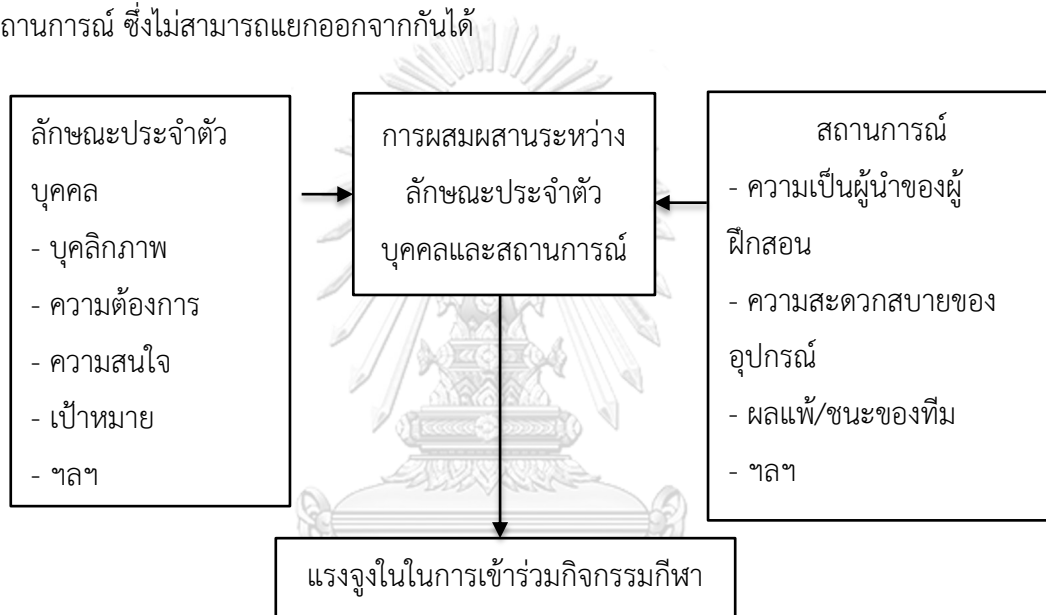 ถานการณ์ ซึ่งไม่สามารถแยกออกจากกันได้
ลักษณะประจำตัว
บุคคล
- บุคลิกภาพ
- ความต้องการ
- ความสนใจ
- เป้าหมาย
- ฯลฯ
การผสมผสานระหว่าง
ลักษณะประจำตัว
บุคคลและสถานการณ์
สถานการณ์
- ความเป็นผู้นำของผู้
ฝึกสอน
- ความสะดวกสบายของ
อุปกรณ์
- ผลแพ้/ชนะของทีม
- ฯลฯ
แรงจูงในในการเข้าร่วมกิจกรรมกีฬา